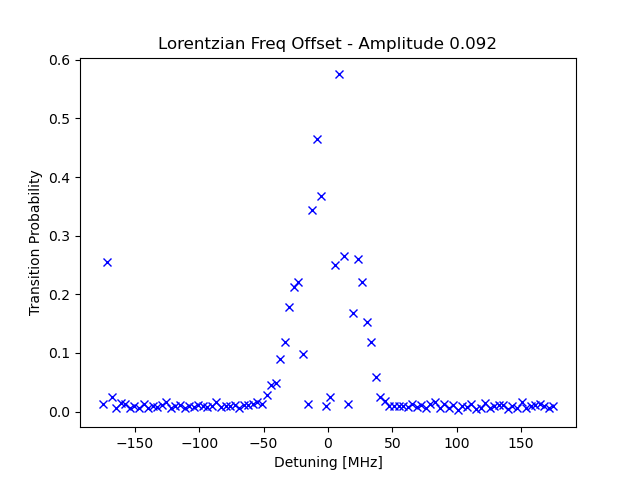 Lorentzian Freq Offset - Amplitude 0.092
Transition Probability
0.6
0.5
0.4
0.3
0.2
0.1
0.0
−150 −100 −50 0 50 100 150
Detuning [MHz]